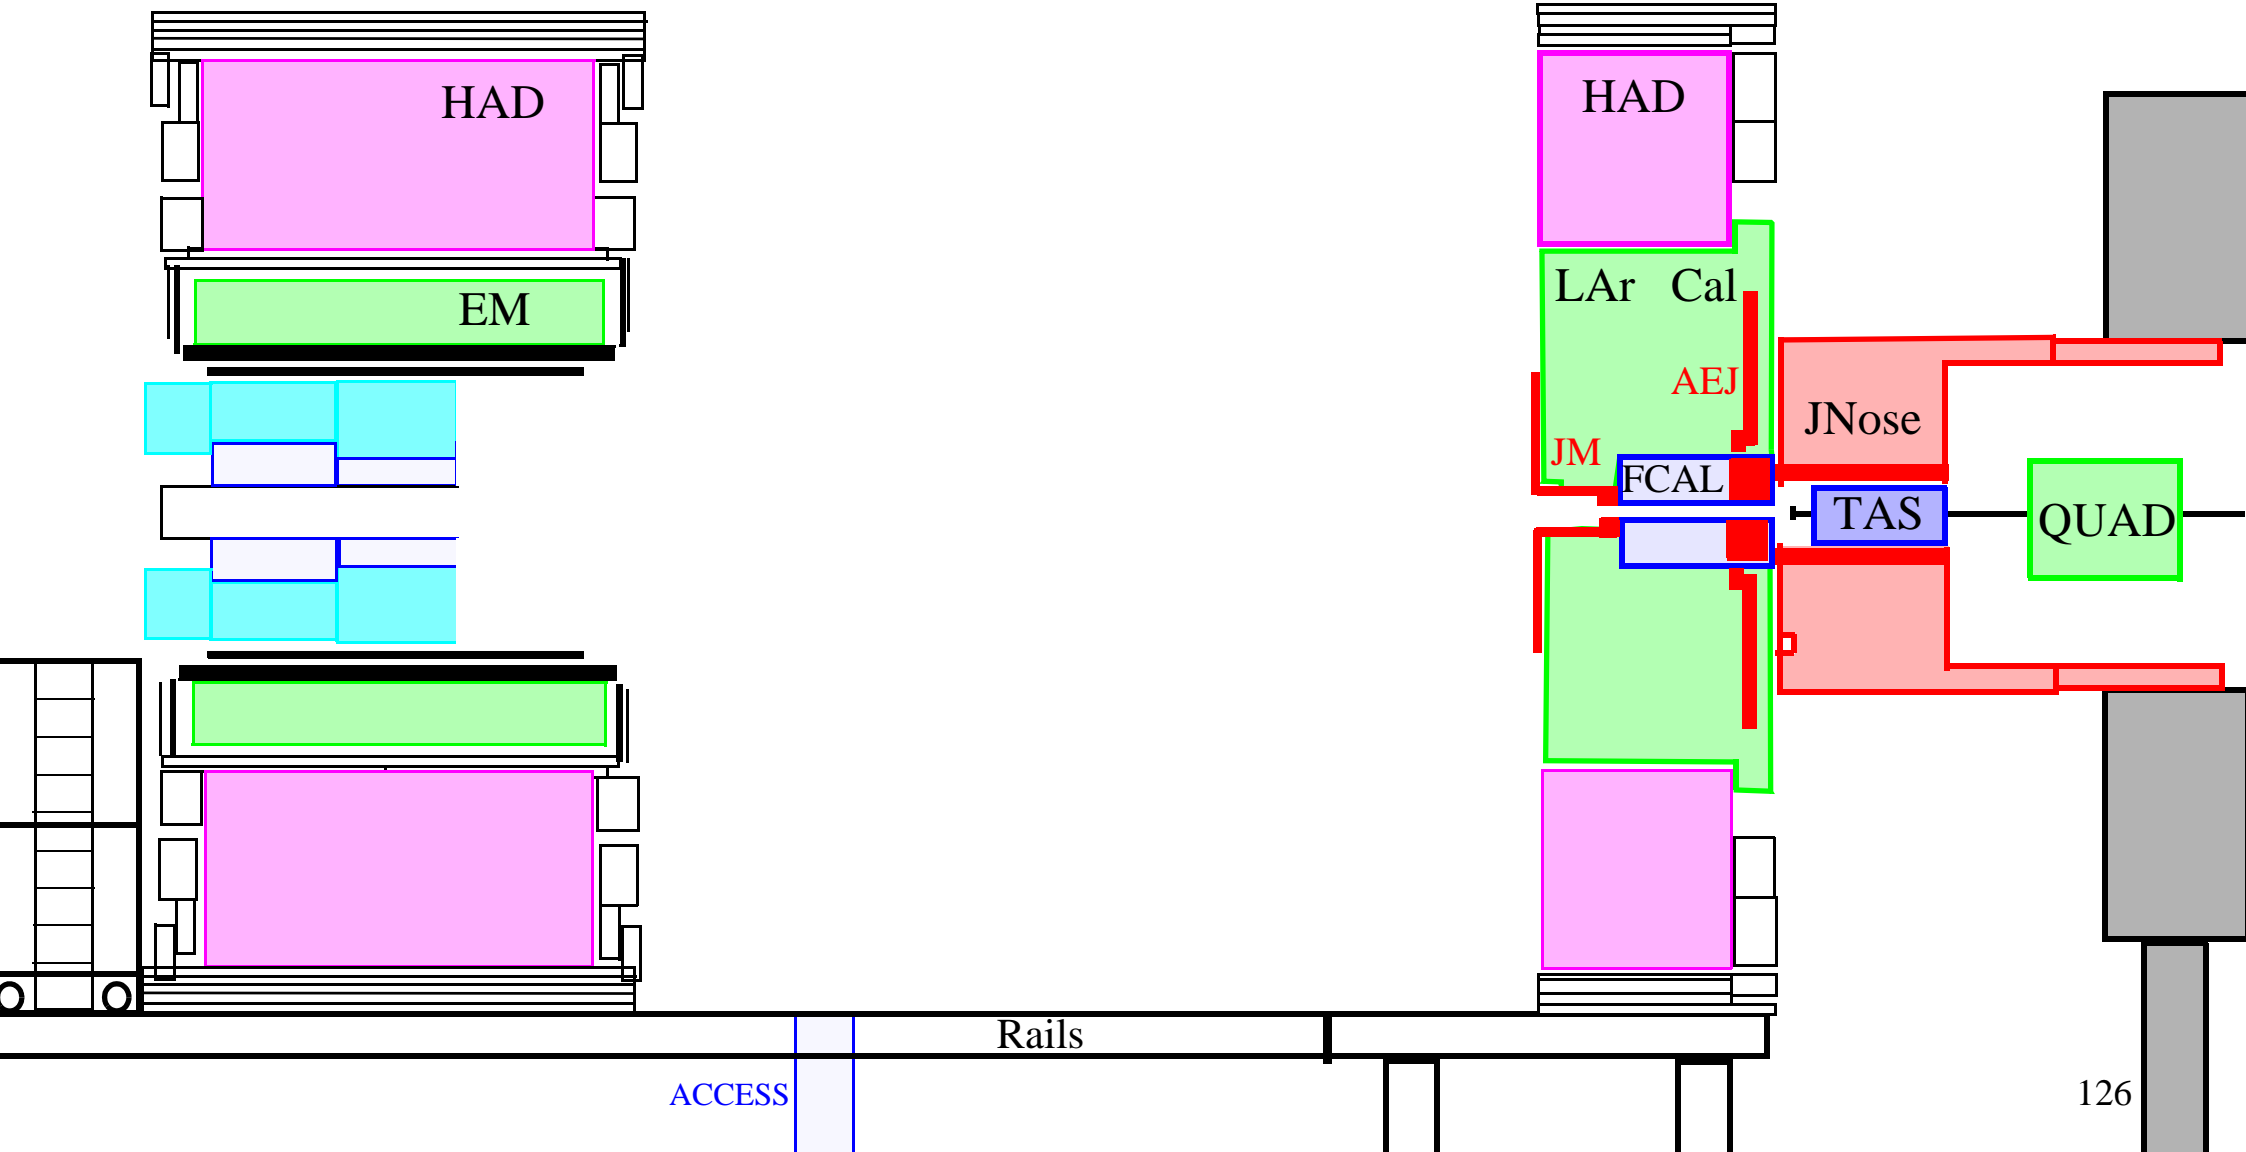 HAD
HAD
EM
LAr Cal
AEJ
JNose
JM
FCAL
TAS
QUAD
Rails
ACCESS
126